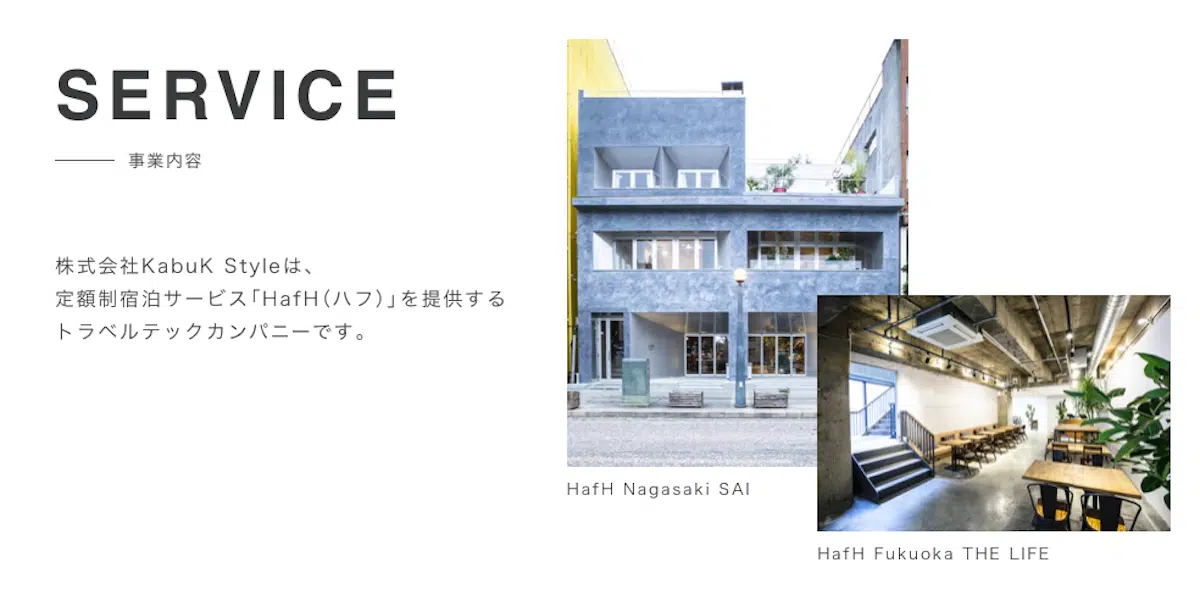 SERVICE
事業内容
株式会社KabuK Styleは、
定額制宿泊サービス「HafH（ハフ）」を提供する
トラベルテックカンパニーです。
HafH Nagasaki SAI
HafH Fukuoka THE LIFE